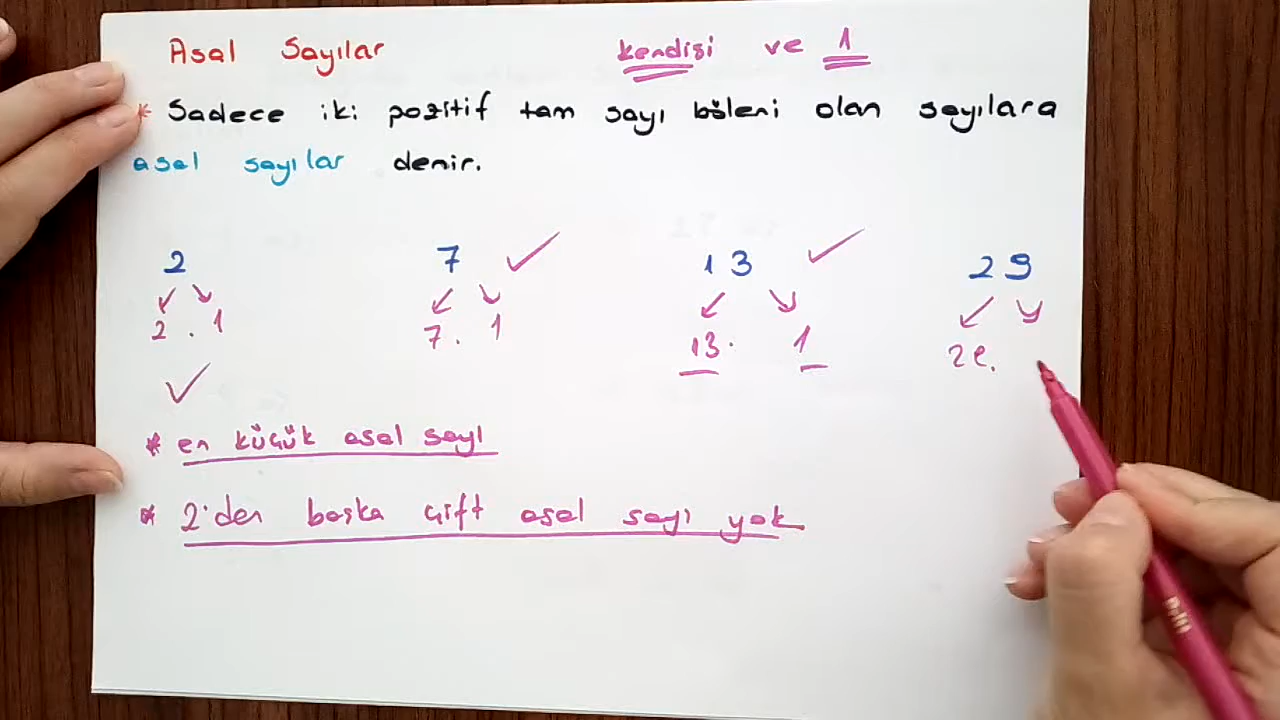 Asal Sayılar kendisi ve 1
* Sadece iki pozitif tam sayı böleni olan sayılara
asal sayılar denir.
2 7 ✓ 13 ✓ 29
2 . 1 7 . 1 13 . 1 29.
✓
* en küçük asal sayı
* 2'den başka çift asal sayı yok